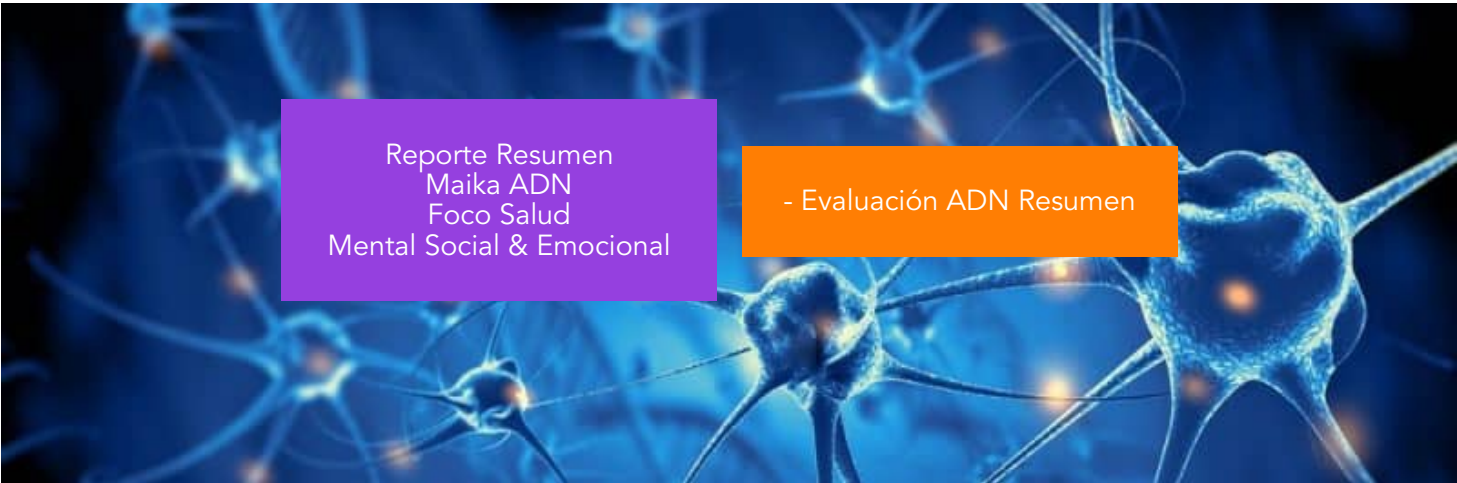 Reporte Resumen
Maika ADN
Foco Salud
Mental Social & Emocional
- Evaluación ADN Resumen